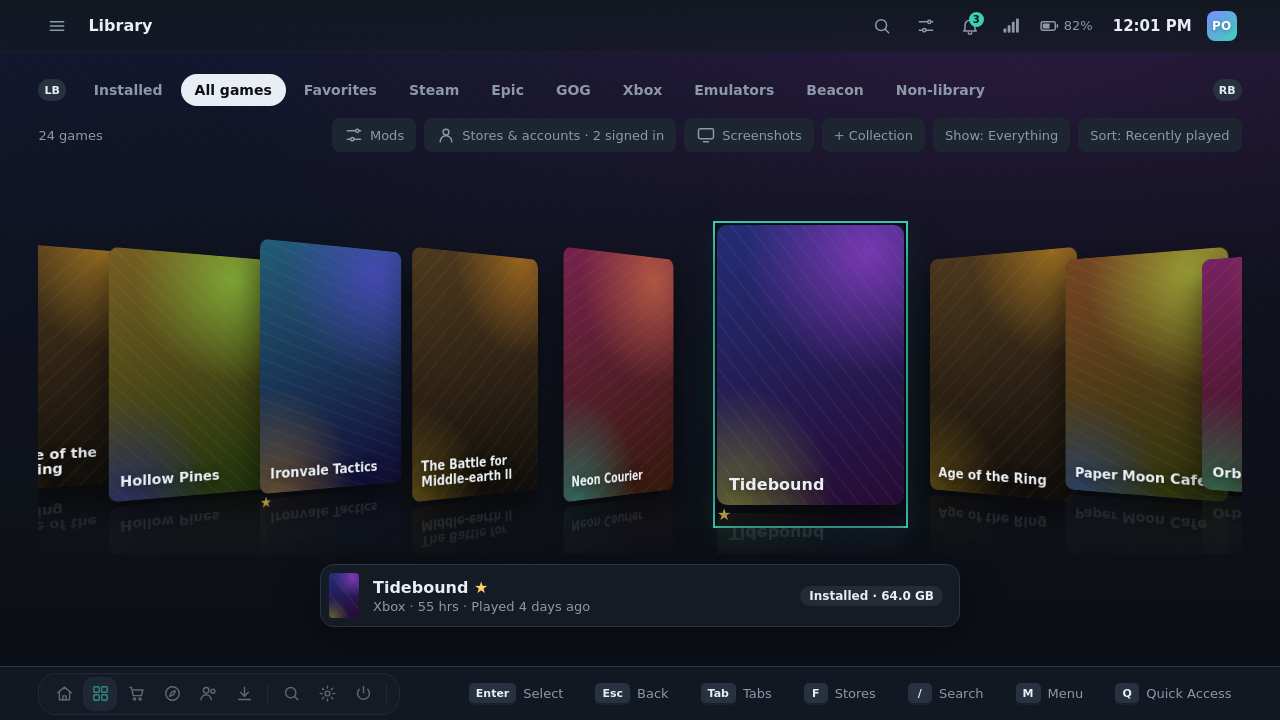 Library
3
82%
12:01 PM
PO
LB
Installed
All games
Favorites
Steam
Epic
GOG
Xbox
Emulators
Beacon
Non-library
RB
24 games
Mods
Stores & accounts · 2 signed in
Screenshots
+ Collection
Show: Everything
Sort: Recently played
e of the
ing
Hollow Pines
Ironvale Tactics
The Battle for
Middle-earth II
Neon Courier
Tidebound
Age of the Ring
Paper Moon Cafe
Orb
★
★
Tidebound ★
Xbox · 55 hrs · Played 4 days ago
Installed · 64.0 GB
Enter Select
Esc Back
Tab Tabs
F Stores
/ Search
M Menu
Q Quick Access